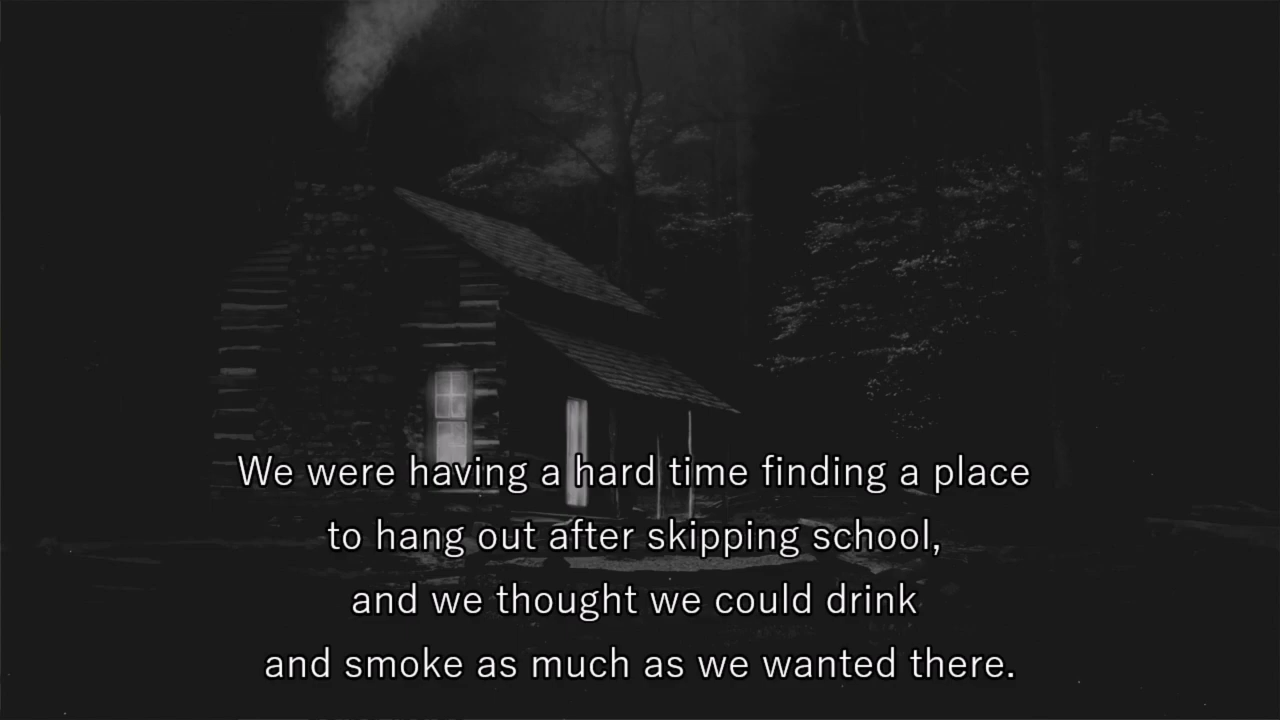 We were having a hard time finding a place
to hang out after skipping school,
and we thought we could drink
and smoke as much as we wanted there.